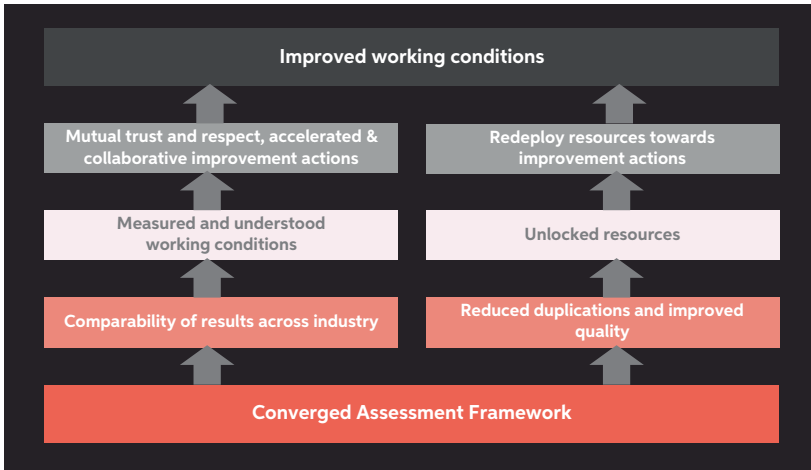 Improved working conditions
Mutual trust and respect, accelerated &
collaborative improvement actions
Redeploy resources towards
improvement actions
Measured and understood
working conditions
Unlocked resources
Comparability of results across industry
Reduced duplications and improved
quality
Converged Assessment Framework